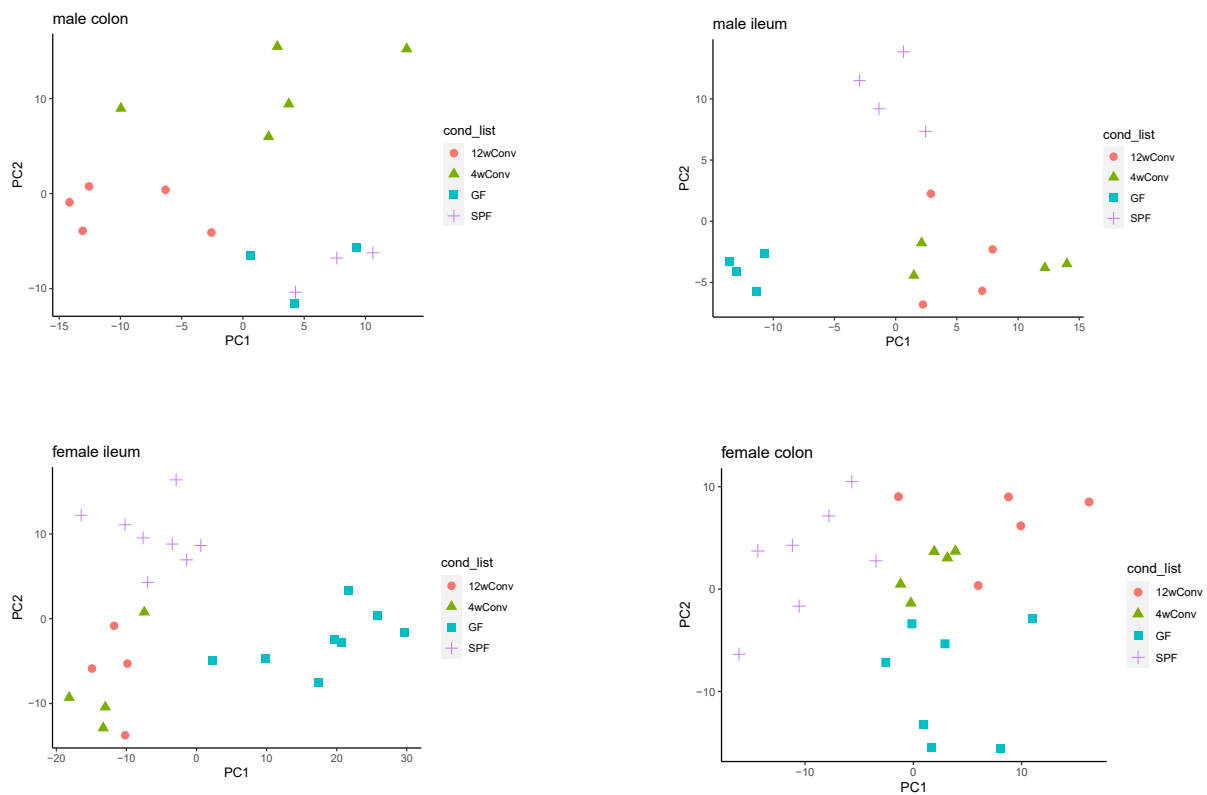 male colon
10
0
−10
−15
−10
−5
0
5
10
PC1
PC2
cond_list
12wConv
4wConv
GF
SPF
male ileum
10
5
0
−5
−10
−5
0
5
10
15
PC1
PC2
cond_list
12wConv
4wConv
GF
SPF
female ileum
10
0
−10
−20
−10
0
10
20
30
PC1
PC2
cond_list
12wConv
4wConv
GF
SPF
female colon
10
0
−10
−10
0
10
PC1
PC2
cond_list
12wConv
4wConv
GF
SPF